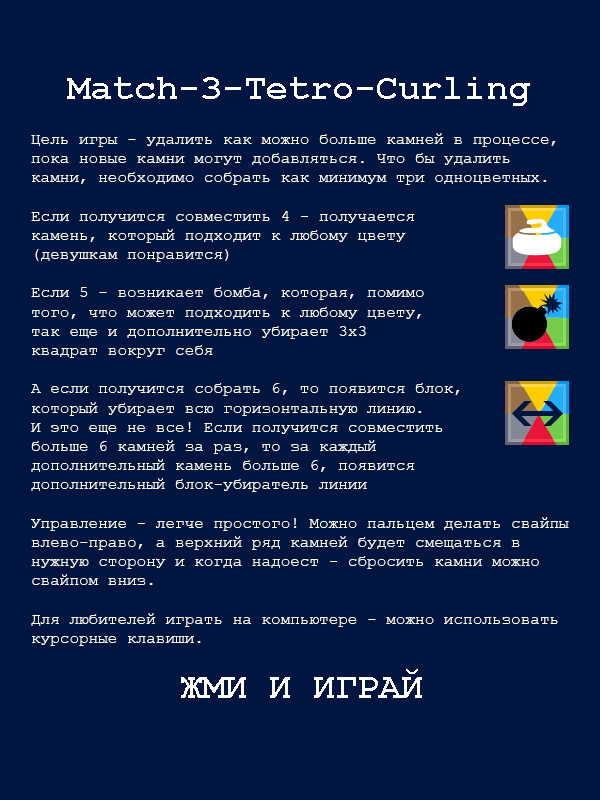 Match-3-Tetro-Curling
Цель игры - удалить как можно больше камней в процессе,
пока новые камни могут добавляться. Что бы удалить
камни, необходимо собрать как минимум три одноцветных.
Если получится совместить 4 - получается
камень, который подходит к любому цвету
(девушкам понравится)
Если 5 - возникает бомба, которая, помимо
того, что может подходить к любому цвету,
так еще и дополнительно убирает 3х3
квадрат вокруг себя
А если получится собрать 6, то появится блок,
который убирает всю горизонтальную линию.
И это еще не все! Если получится совместить
больше 6 камней за раз, то за каждый
дополнительный камень больше 6, появится
дополнительный блок-убиратель линии
Управление - легче простого! Можно пальцем делать свайпы
влево-право, а верхний ряд камней будет смещаться в
нужную сторону и когда надоест - сбросить камни можно
свайпом вниз.
Для любителей играть на компьютере - можно использовать
курсорные клавиши.
ЖМИ И ИГРАЙ